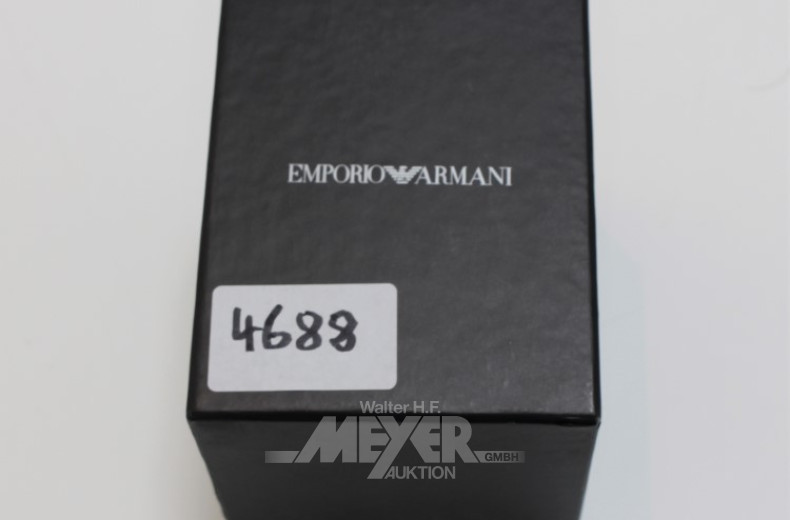 EMPORIO ARMANI
4688
Walter H.F.
MEYER
GMBH
AUKTION